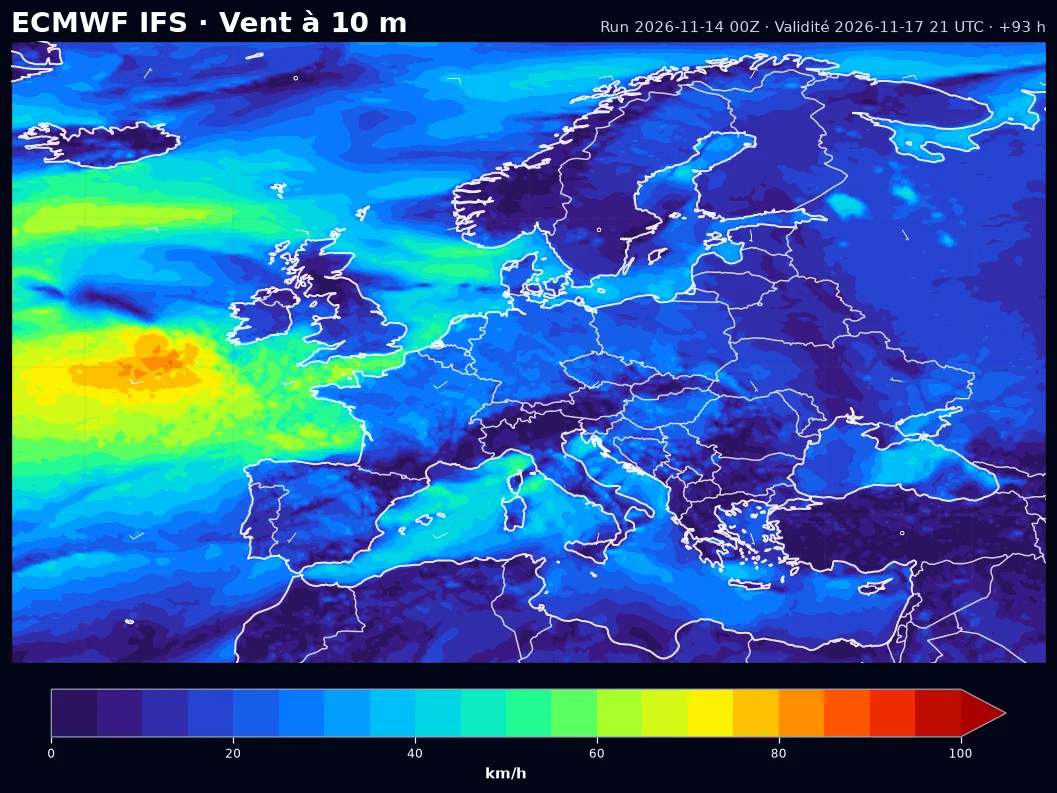 ECMWF IFS · Vent à 10 m
Run 2026-11-14 00Z · Validité 2026-11-17 21 UTC · +93 h
0 20 40 60 80 100
km/h